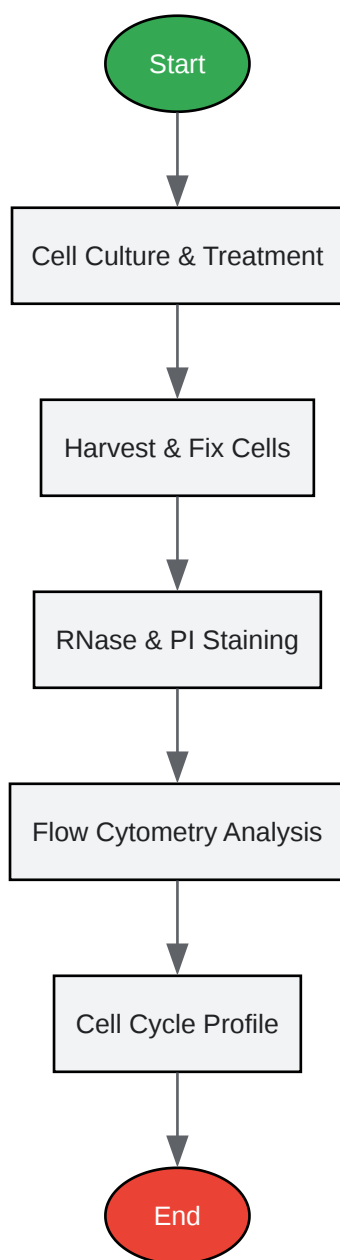 Start
Cell Culture & Treatment
Harvest & Fix Cells
RNase & PI Staining
Flow Cytometry Analysis
Cell Cycle Profile
End